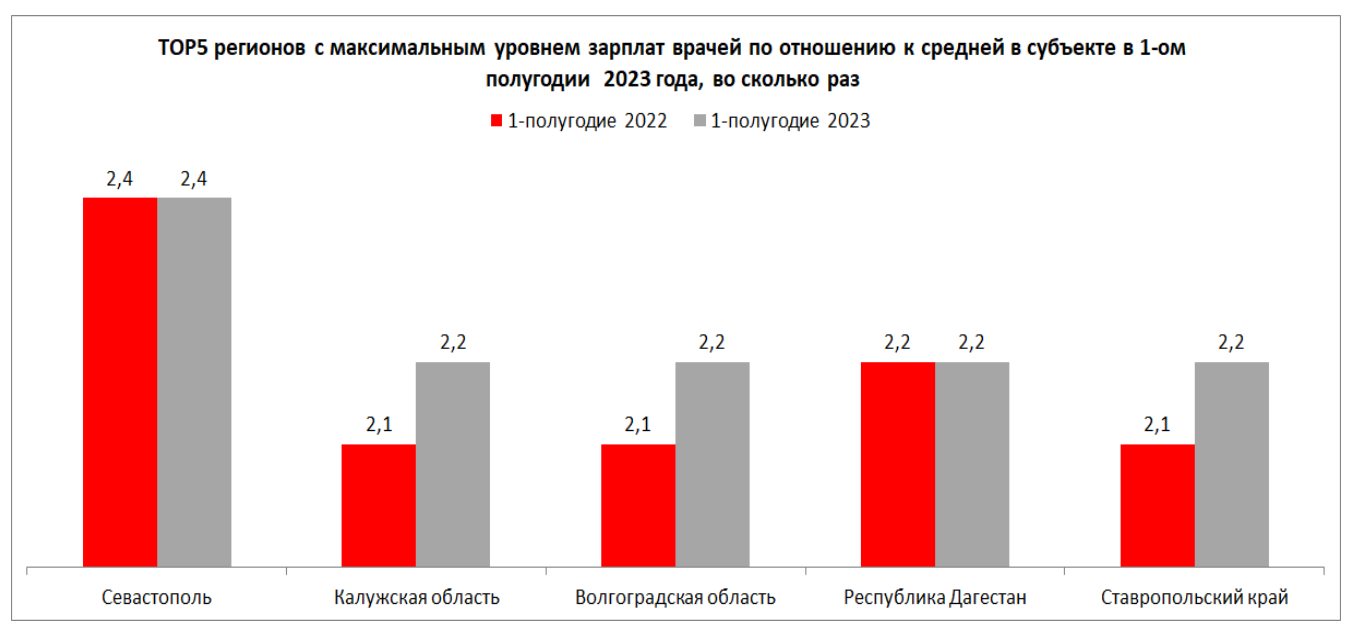 TOP5 регионов с максимальным уровнем зарплат врачей по отношению к средней в субъекте в 1-ом
полугодии 2023 года, во сколько раз
1-полугодие 2022 1-полугодие 2023
2,4 2,4
2,1 2,2
2,1 2,2
2,2 2,2
2,1 2,2
Севастополь Калужская область Волгоградская область Республика Дагестан Ставропольский край